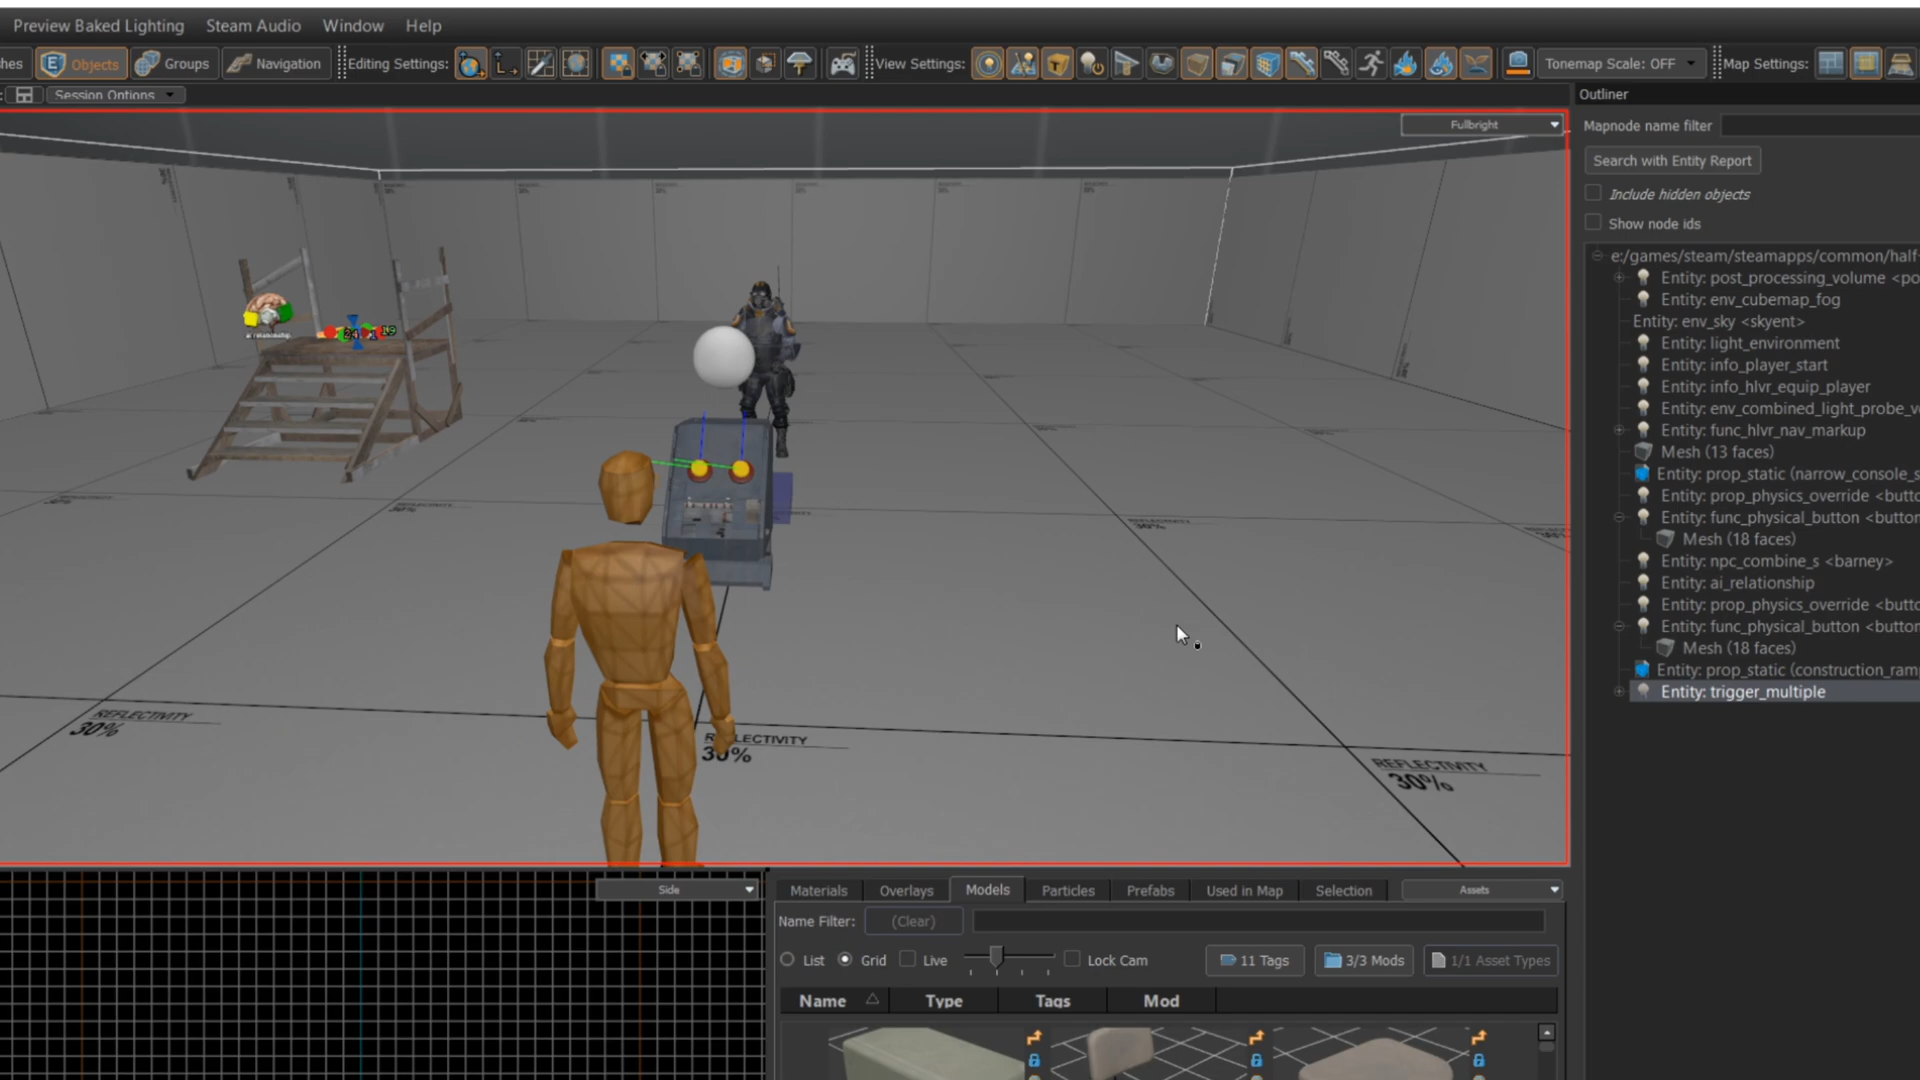 Preview Baked Lighting Steam Audio Window Help
hes Objects Groups Navigation Editing Settings: View Settings: Tonemap Scale: OFF Map Settings:
Session Options
Outliner
Fullbright
Mapnode name filter
Search with Entity Report
Include hidden objects
Show node ids
e:/games/steam/steamapps/common/half-
Entity: post_processing_volume <po
Entity: env_cubemap_fog
Entity: env_sky <skyent>
Entity: light_environment
Entity: info_player_start
Entity: info_hlvr_equip_player
Entity: env_combined_light_probe_v
Entity: func_hlvr_nav_markup
Mesh (13 faces)
Entity: prop_static (narrow_console_s
Entity: prop_physics_override <butto
Entity: func_physical_button <button
Mesh (18 faces)
Entity: npc_combine_s <barney>
Entity: ai_relationship
Entity: prop_physics_override <butto
Entity: func_physical_button <button
Mesh (18 faces)
Entity: prop_static (construction_ram
Entity: trigger_multiple
REFLECTIVITY
30%
REFLECTIVITY
30%
REFLECTIVITY
30%
REFLECTIVITY
30%
Side
Materials Overlays Models Particles Prefabs Used in Map Selection Assets
Name Filter: (Clear)
List Grid Live Lock Cam 11 Tags 3/3 Mods 1/1 Asset Types
Name Type Tags Mod